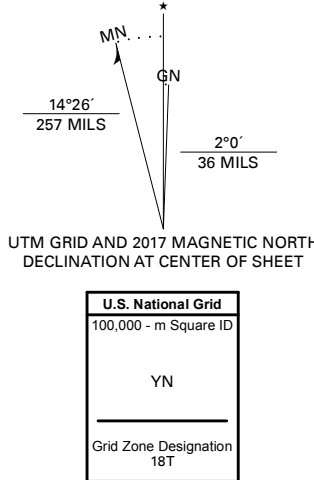 MN
GN
14°26´
257 MILS
2°0´
36 MILS
UTM GRID AND 2017 MAGNETIC NORTH
DECLINATION AT CENTER OF SHEET
U.S. National Grid
100,000 - m Square ID
YN
Grid Zone Designation
18T